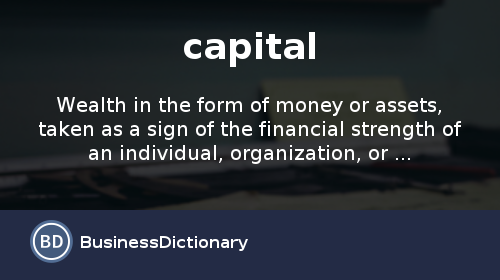 capital
Wealth in the form of money or assets,
taken as a sign of the financial strength of
an individual, organization, or ...
BD BusinessDictionary